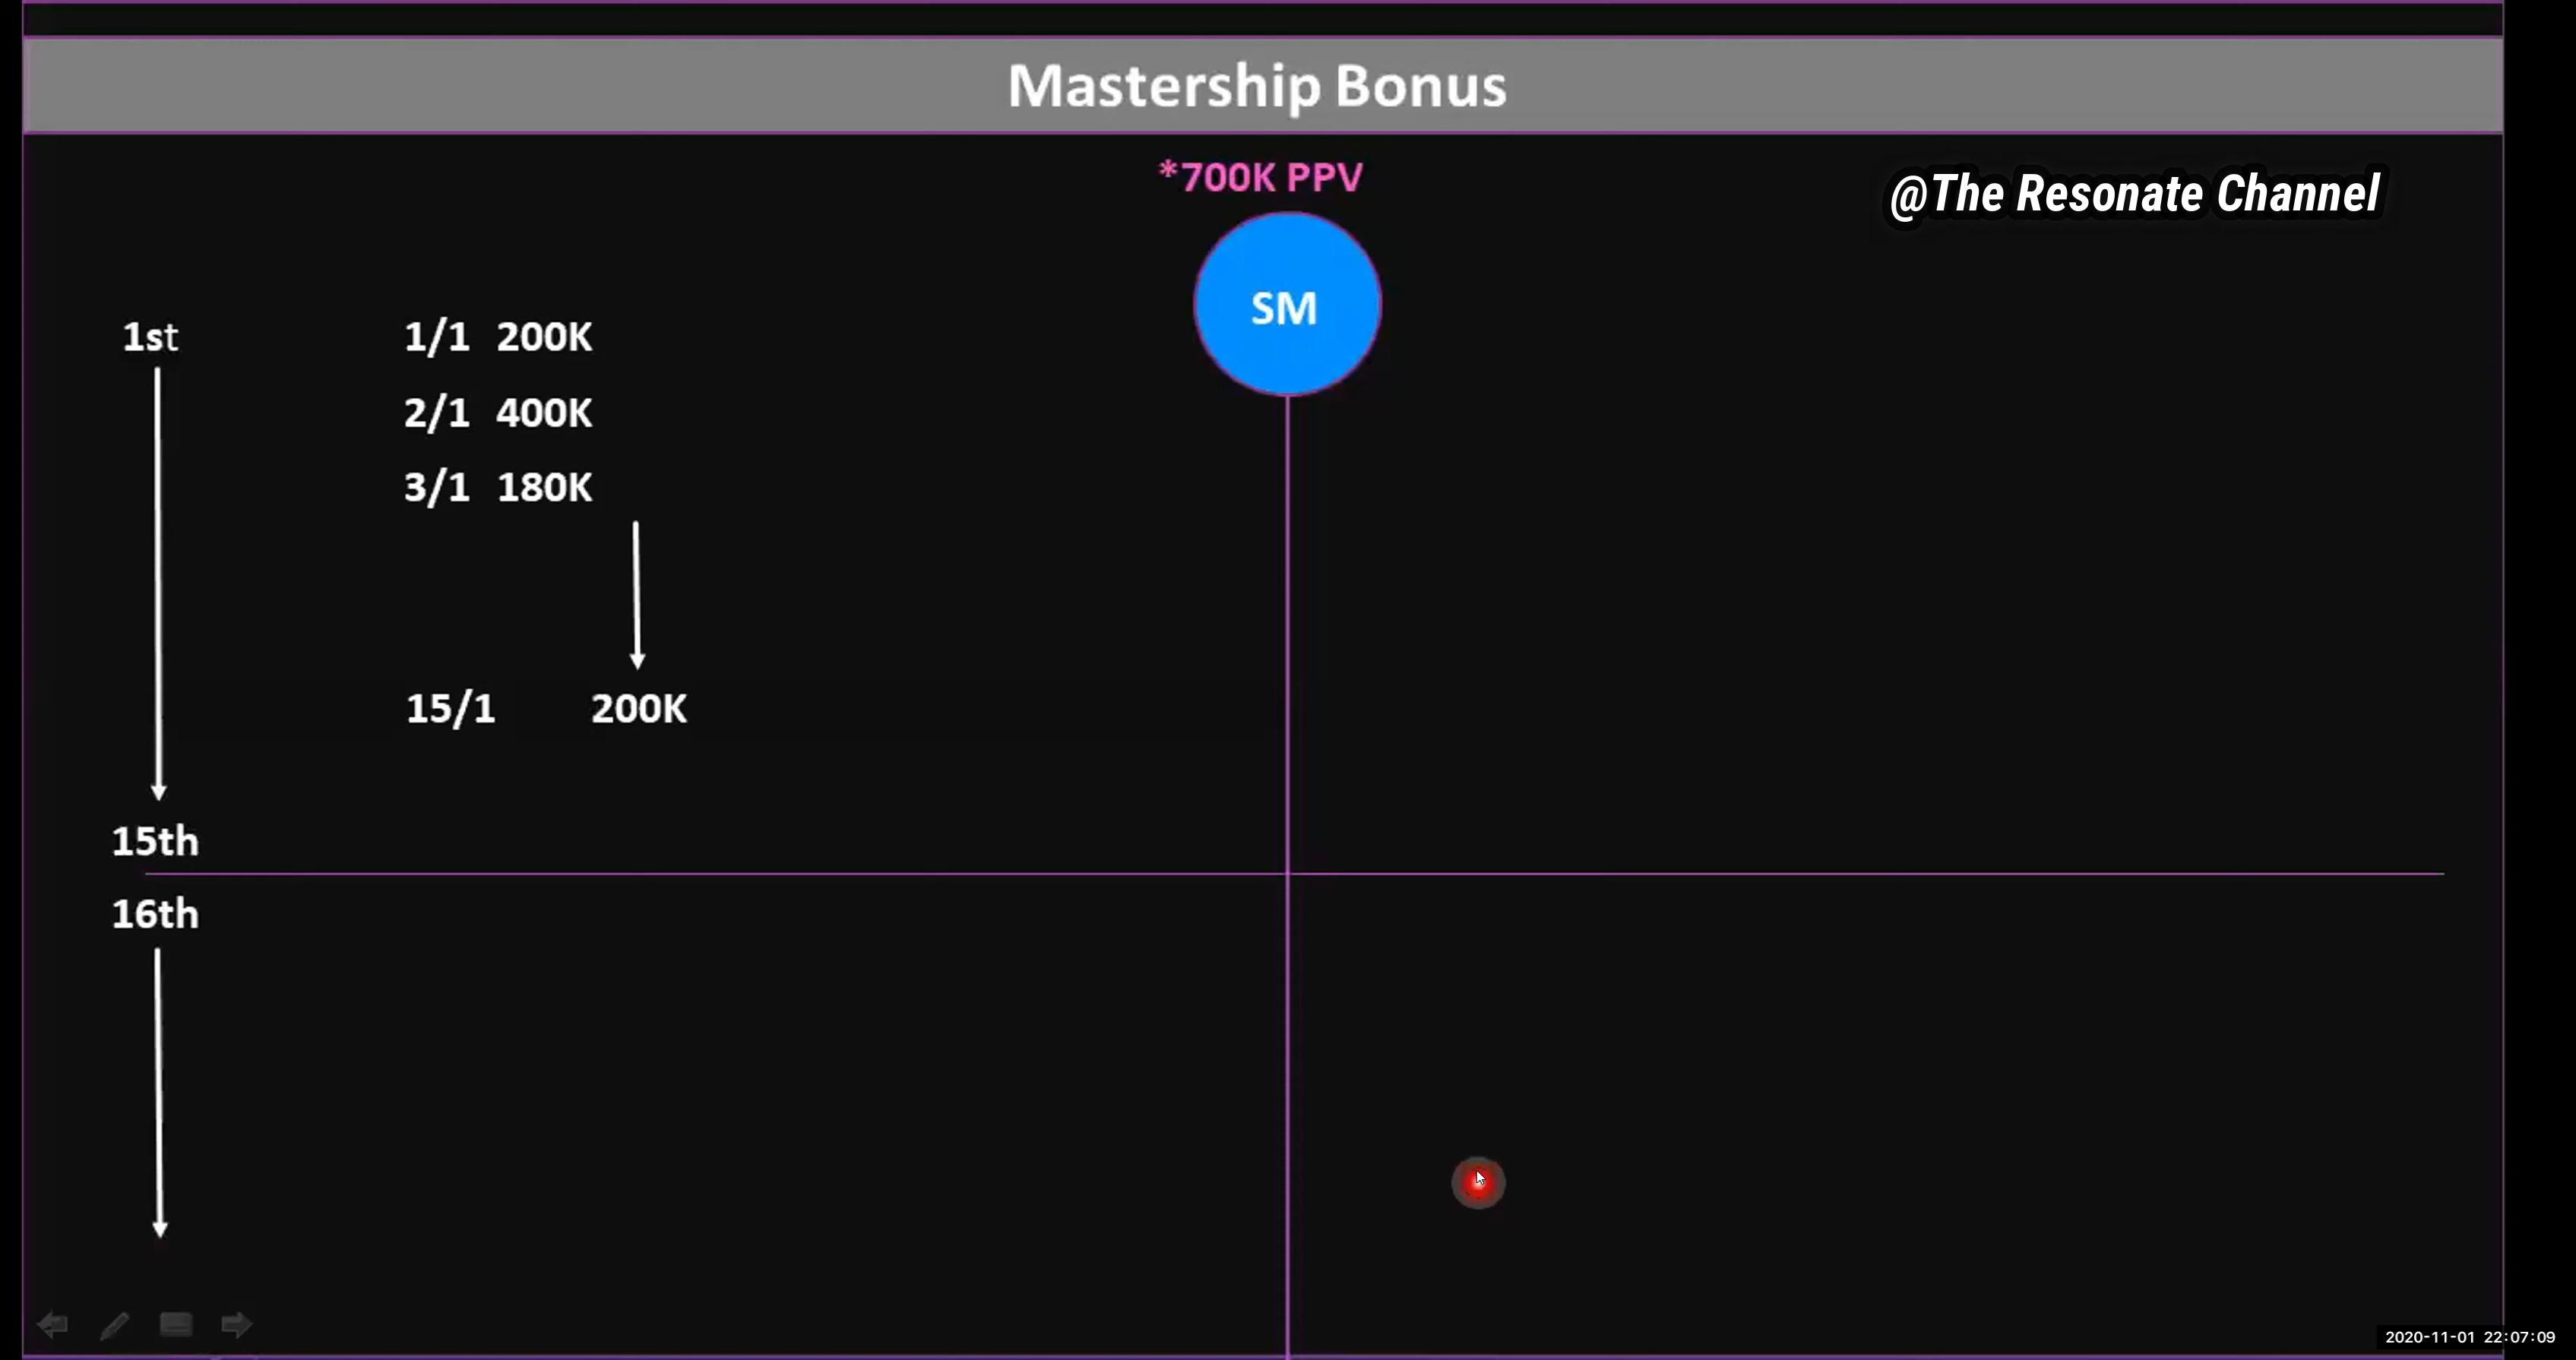 Mastership Bonus
*700K PPV
@The Resonate Channel
SM
1st
1/1 200K
2/1 400K
3/1 180K
15/1 200K
15th
16th
2020-11-01 22:07:09